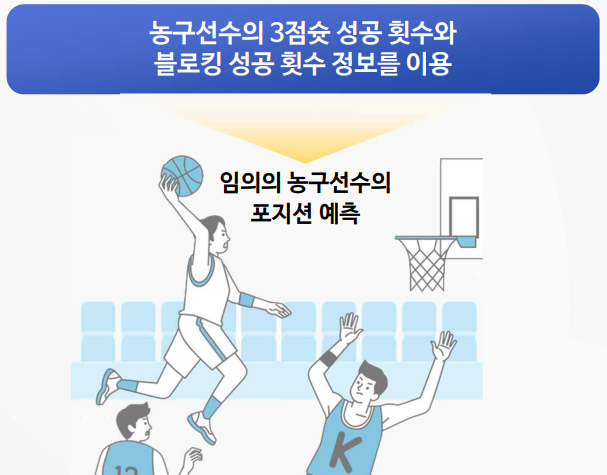 농구선수의 3점슛 성공 횟수와
블로킹 성공 횟수 정보를 이용
임의의 농구선수의
포지션 예측
K
12